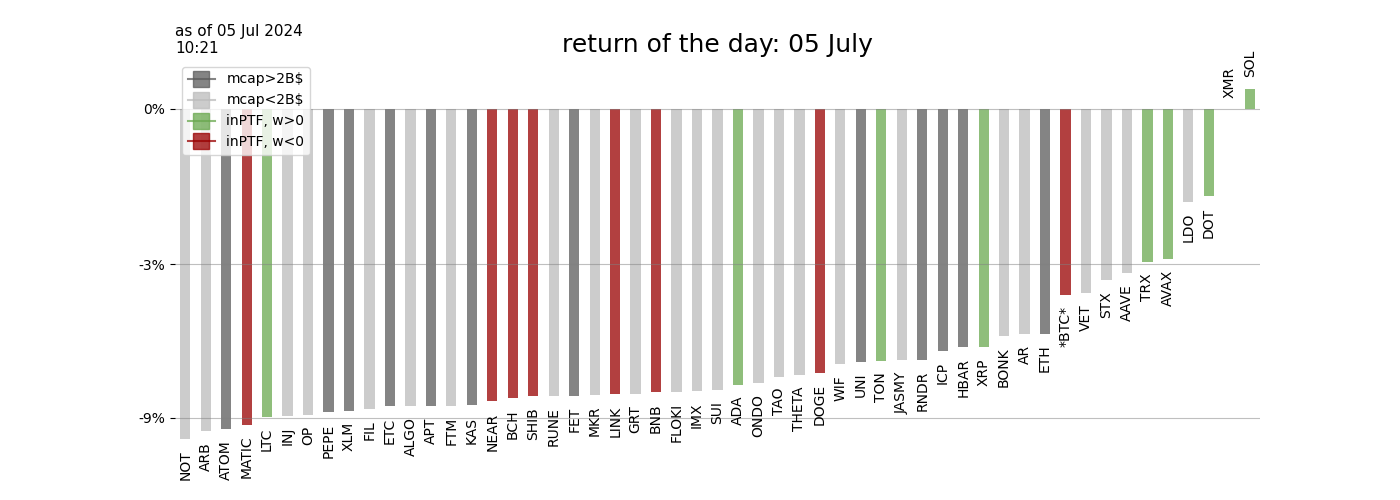 as of 05 Jul 2024
10:21
return of the day: 05 July
mcap>2B$
mcap<2B$
inPTF, w>0
inPTF, w<0
0%
-3%
-9%
NOT
ARB
ATOM
MATIC
LTC
INJ
OP
PEPE
XLM
FIL
ETC
ALGO
APT
FTM
KAS
NEAR
BCH
SHIB
RUNE
FET
MKR
LINK
GRT
BNB
FLOKI
IMX
SUI
ADA
ONDO
TAO
THETA
DOGE
WIF
UNI
TON
JASMY
RNDR
ICP
HBAR
XRP
BONK
AR
ETH
*BTC*
VET
STX
AAVE
TRX
AVAX
LDO
DOT
XMR
SOL